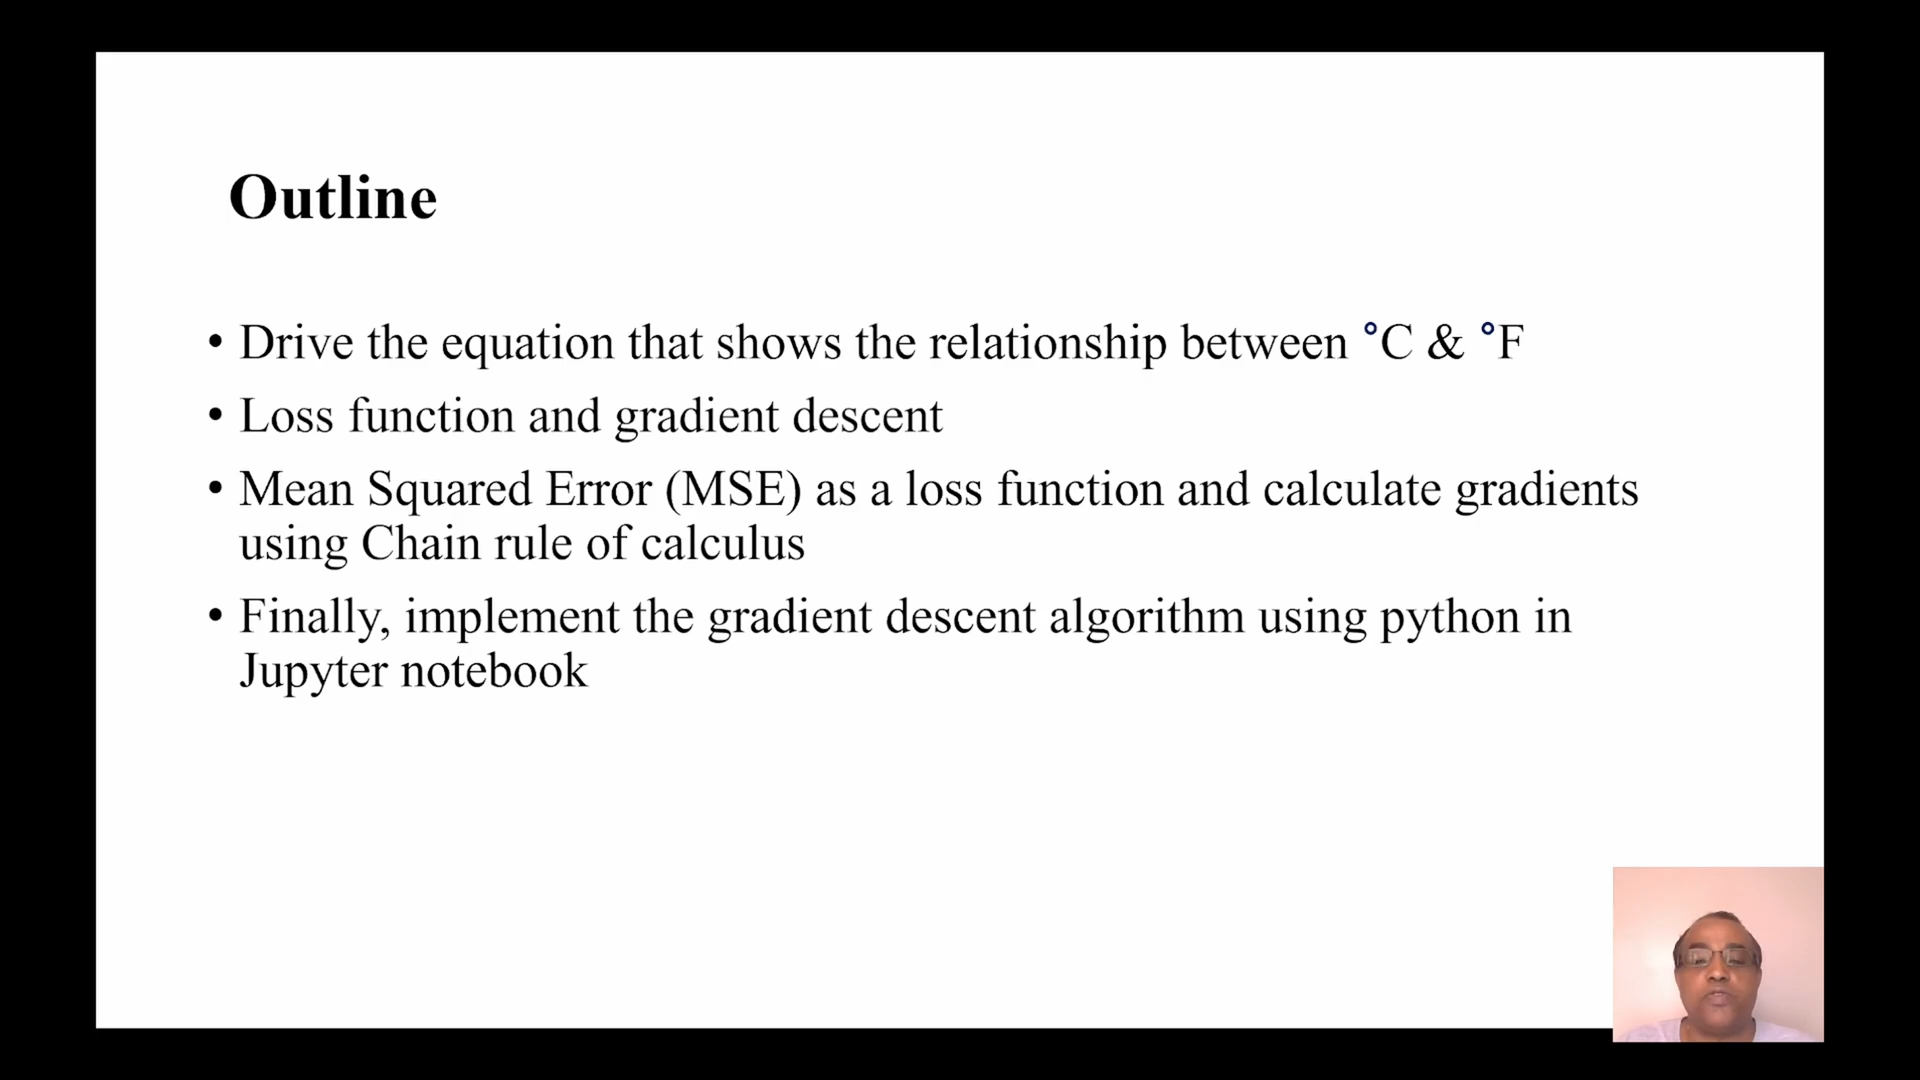 Outline
• Drive the equation that shows the relationship between °C & °F
• Loss function and gradient descent
• Mean Squared Error (MSE) as a loss function and calculate gradients
using Chain rule of calculus
• Finally, implement the gradient descent algorithm using python in
Jupyter notebook